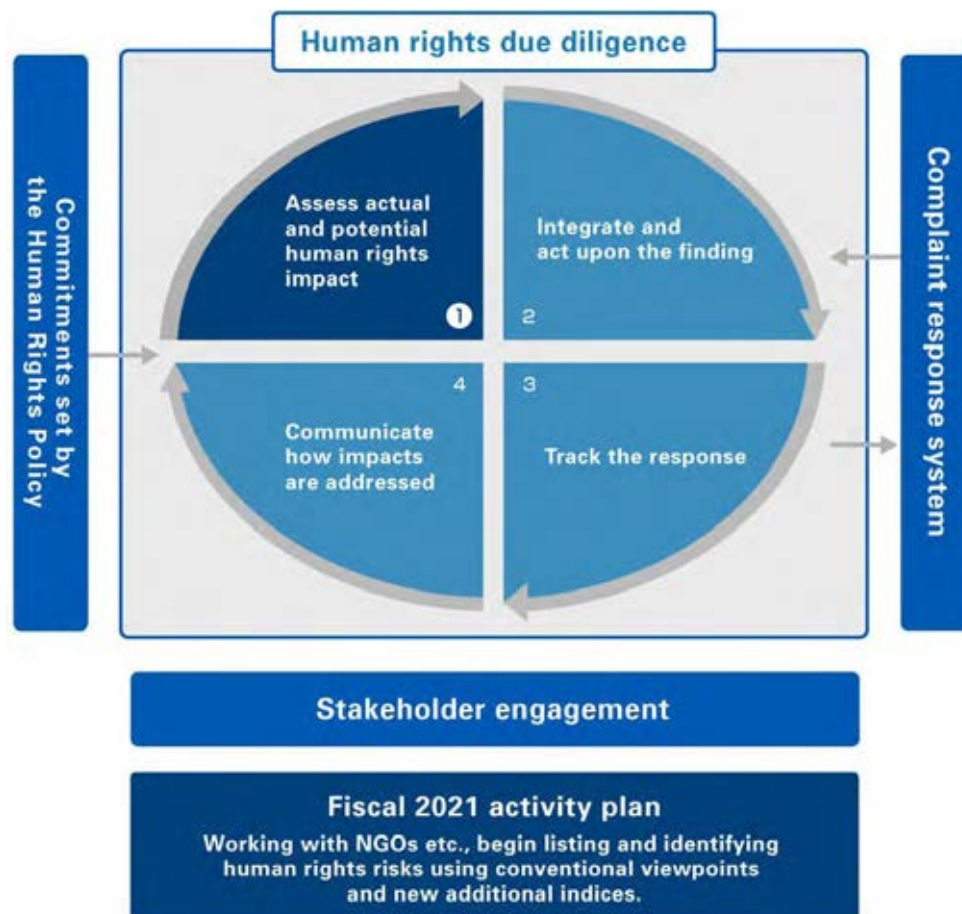 Human rights due diligence
Commitments set by
the Human Rights Policy
Assess actual
and potential
human rights
impact
1
Integrate and
act upon the finding
2
4
Communicate
how impacts
are addressed
3
Track the response
Complaint response system
Stakeholder engagement
Fiscal 2021 activity plan
Working with NGOs etc., begin listing and identifying
human rights risks using conventional viewpoints
and new additional indices.